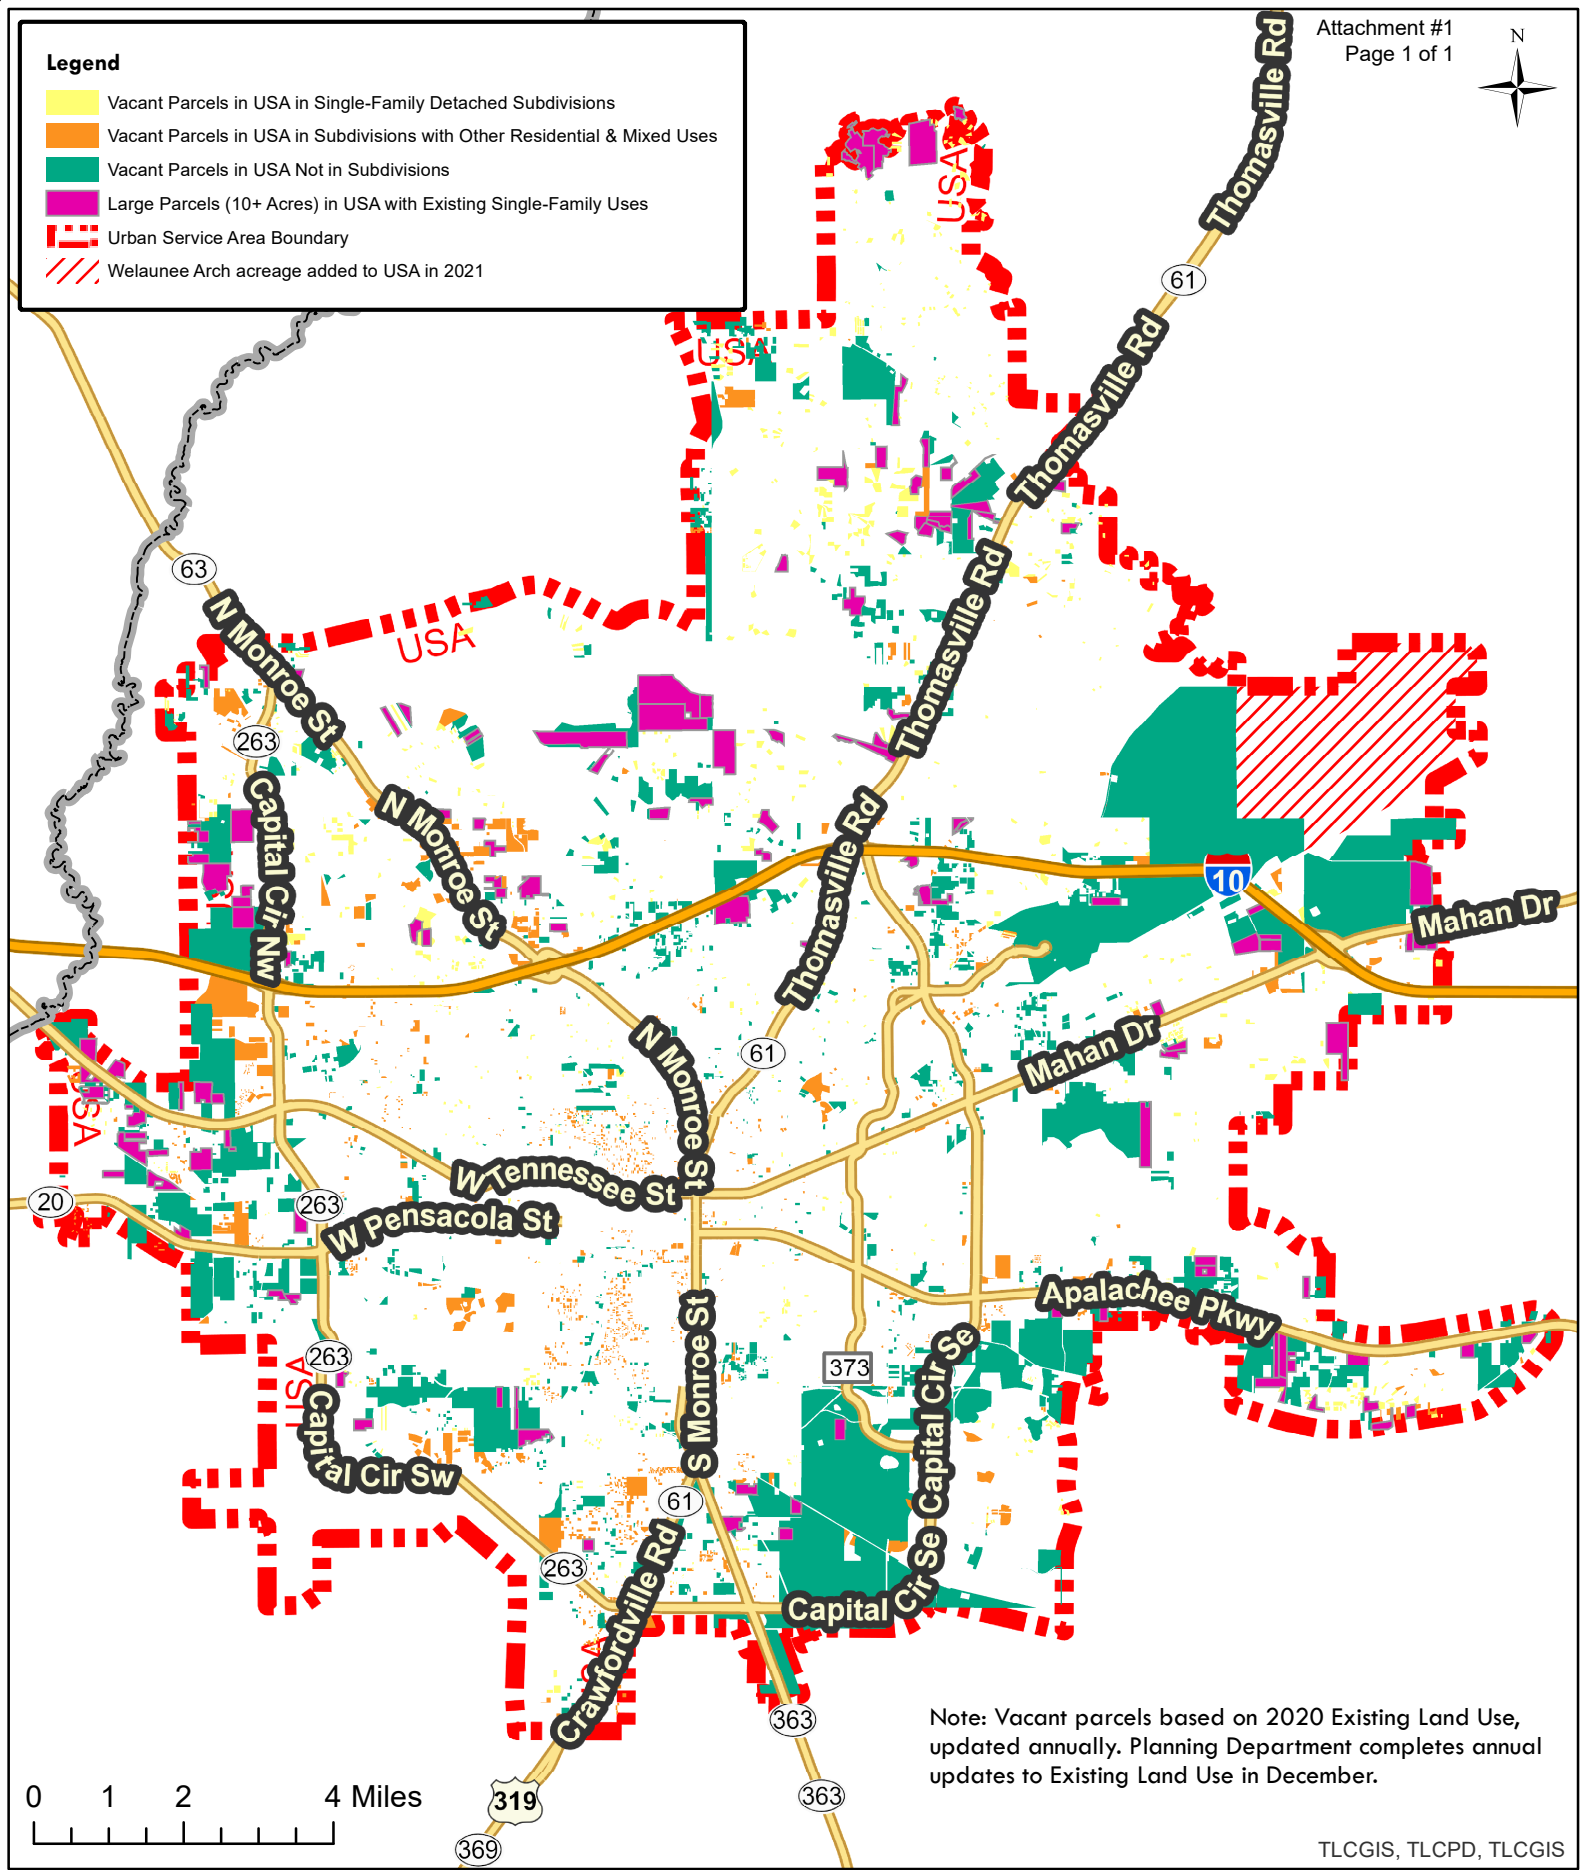 Attachment #1
Page 1 of 1
N
Legend
Vacant Parcels in USA in Single-Family Detached Subdivisions
Vacant Parcels in USA in Subdivisions with Other Residential & Mixed Uses
Vacant Parcels in USA Not in Subdivisions
Large Parcels (10+ Acres) in USA with Existing Single-Family Uses
Urban Service Area Boundary
Welaunee Arch acreage added to USA in 2021
Thomasville Rd
USA
61
USA
Thomasville Rd
Thomasville Rd
63
N Monroe St
USA
Thomasville Rd
263
Capital Cir Nw
N Monroe St
Thomasville Rd
10
Mahan Dr
N Monroe St
61
Mahan Dr
USA
W Tennessee St
20
263
W Pensacola St
Apalachee Pkwy
S Monroe St
263
373
Capital Cir Se
USA
Capital Cir Sw
61
Crawfordville Rd
263
Capital Cir Se
363
Note: Vacant parcels based on 2020 Existing Land Use,
updated annually. Planning Department completes annual
updates to Existing Land Use in December.
0 1 2 4 Miles
319
363
369
TLCGIS, TLCPD, TLCGIS